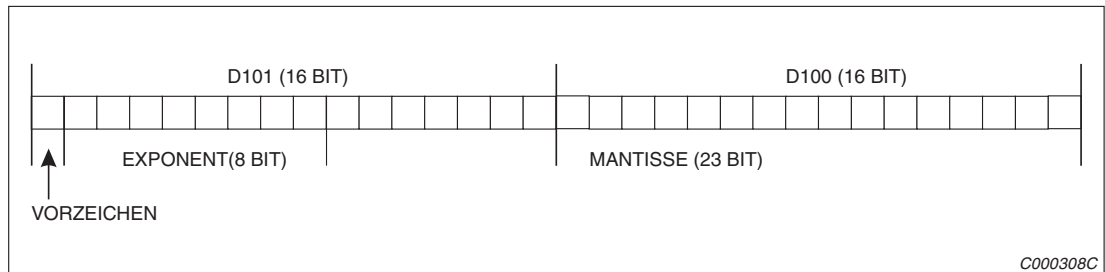 D101 (16 BIT) D100 (16 BIT)
EXPONENT(8 BIT) MANTISSE (23 BIT)
VORZEICHEN
C000308C